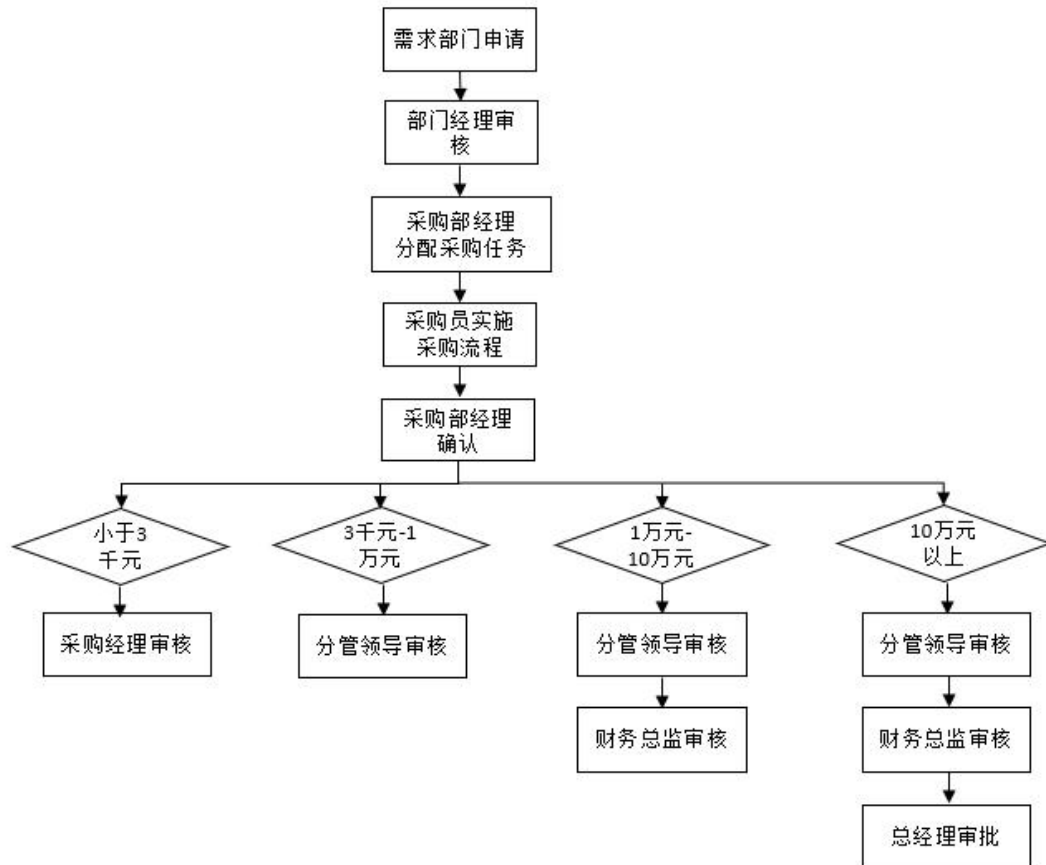 需求部门申请
部门经理审
核
采购部经理
分配采购任务
采购员实施
采购流程
采购部经理
确认
小于3
千元
3千元-1
万元
1万元-
10万元
10万元
以上
采购经理审核
分管领导审核
分管领导审核
分管领导审核
财务总监审核
财务总监审核
总经理审批